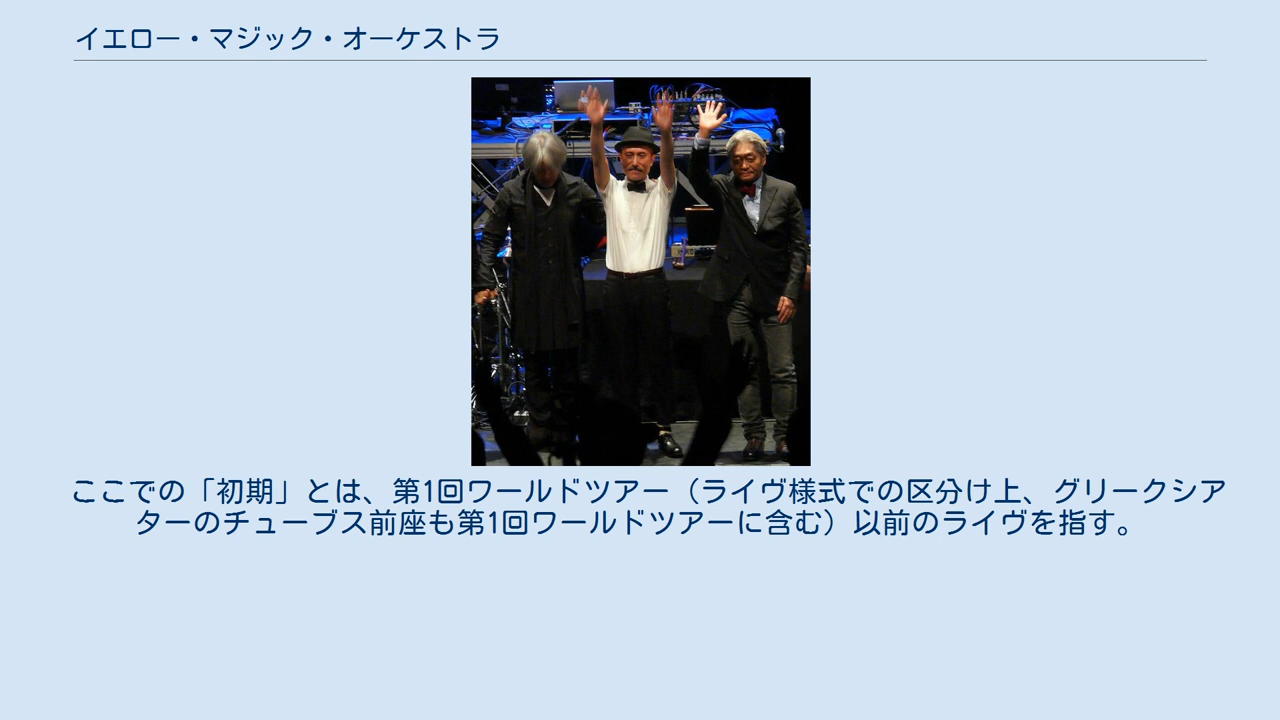 イエロー・マジック・オーケストラ
ここでの「初期」とは、第1回ワールドツアー（ライヴ様式での区分け上、グリークシア
ターのチューブス前座も第1回ワールドツアーに含む）以前のライヴを指す。